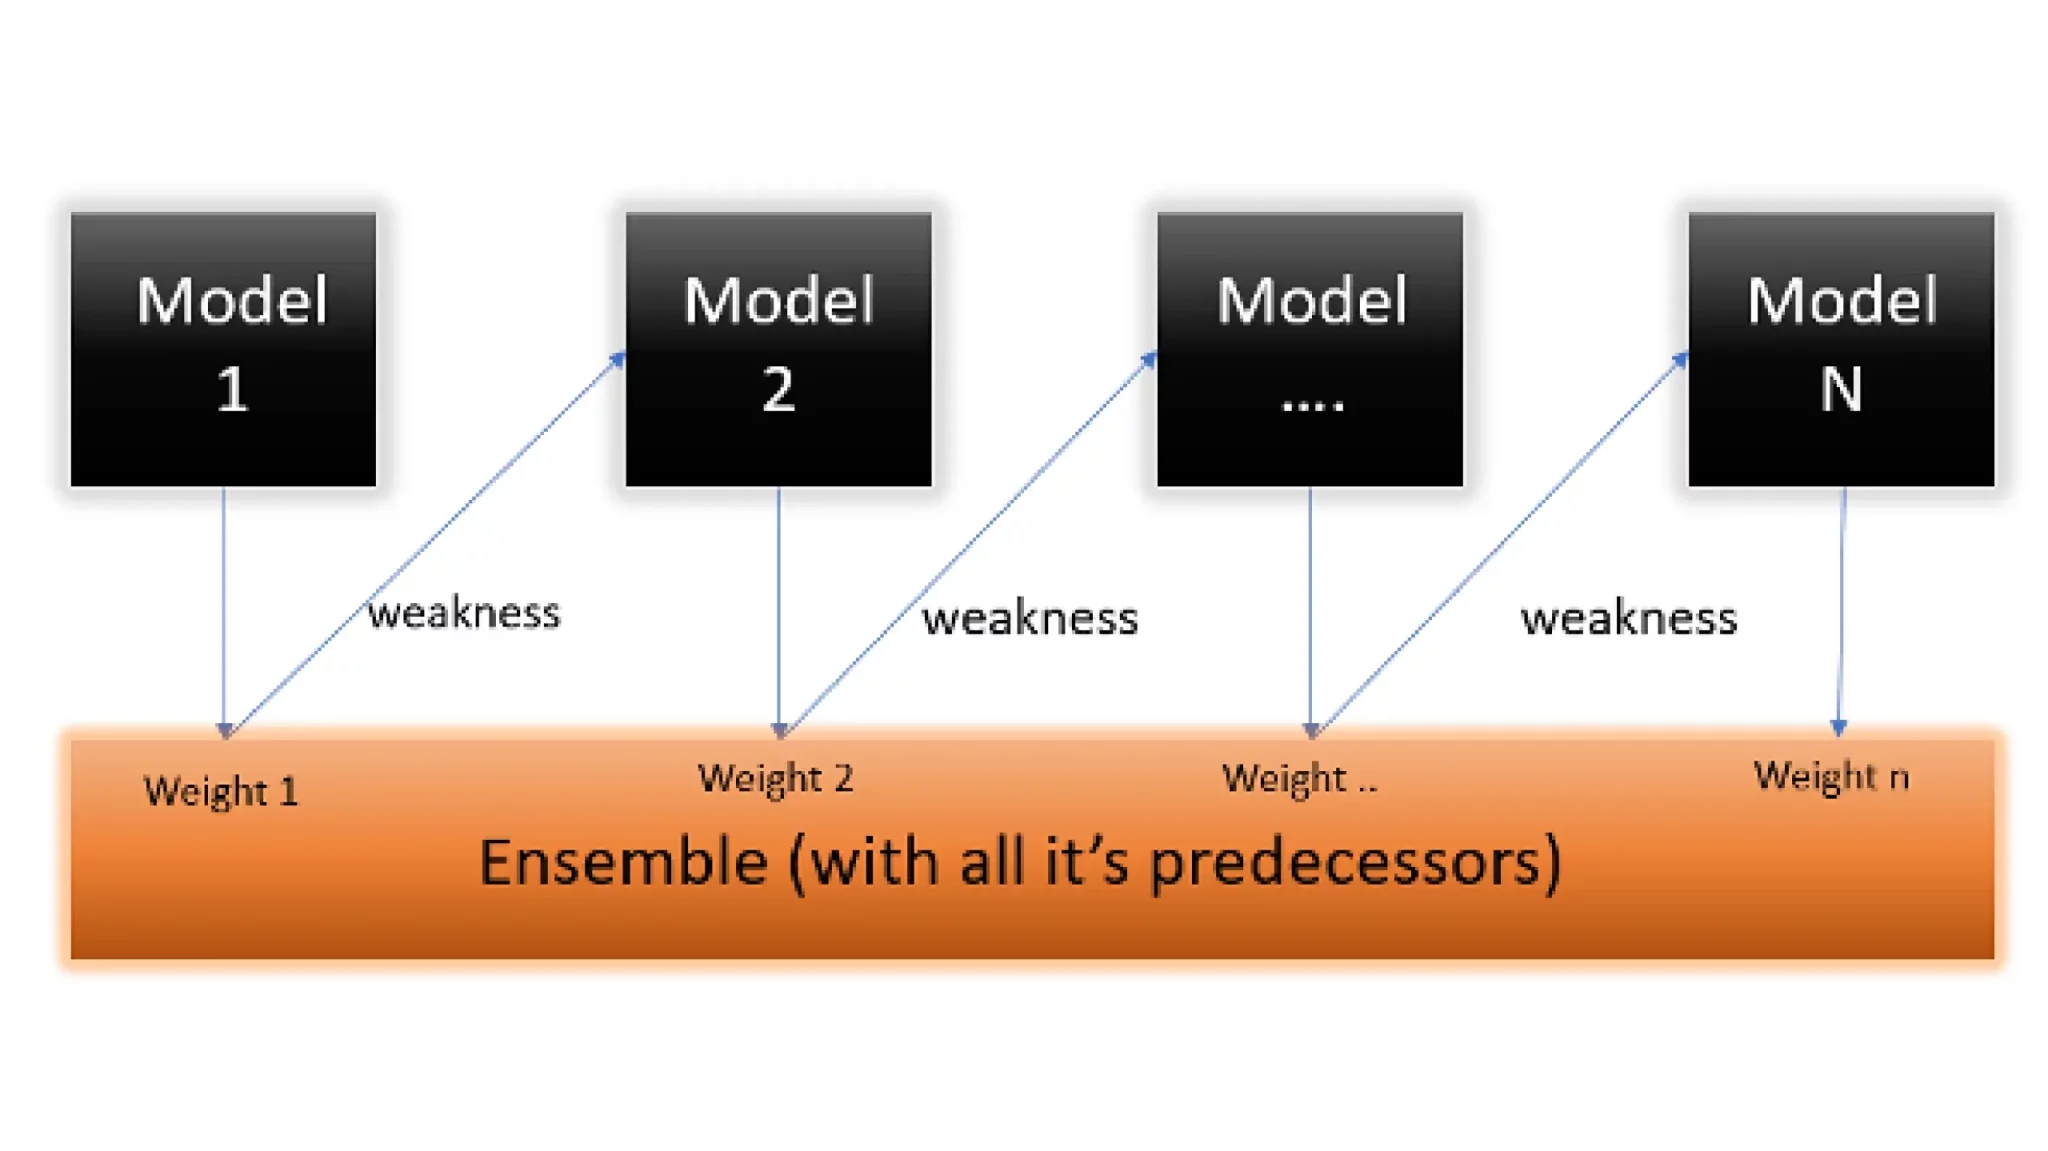 Model
1
Model
2
Model
....
Model
N
weakness
weakness
weakness
Weight 1
Weight 2
Weight ..
Weight n
Ensemble (with all it’s predecessors)